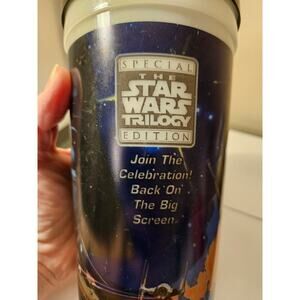 SPECIAL
THE
STAR
WARS
TRILOGY
EDITION
Join The
Celebration!
Back On
The Big
Screen.